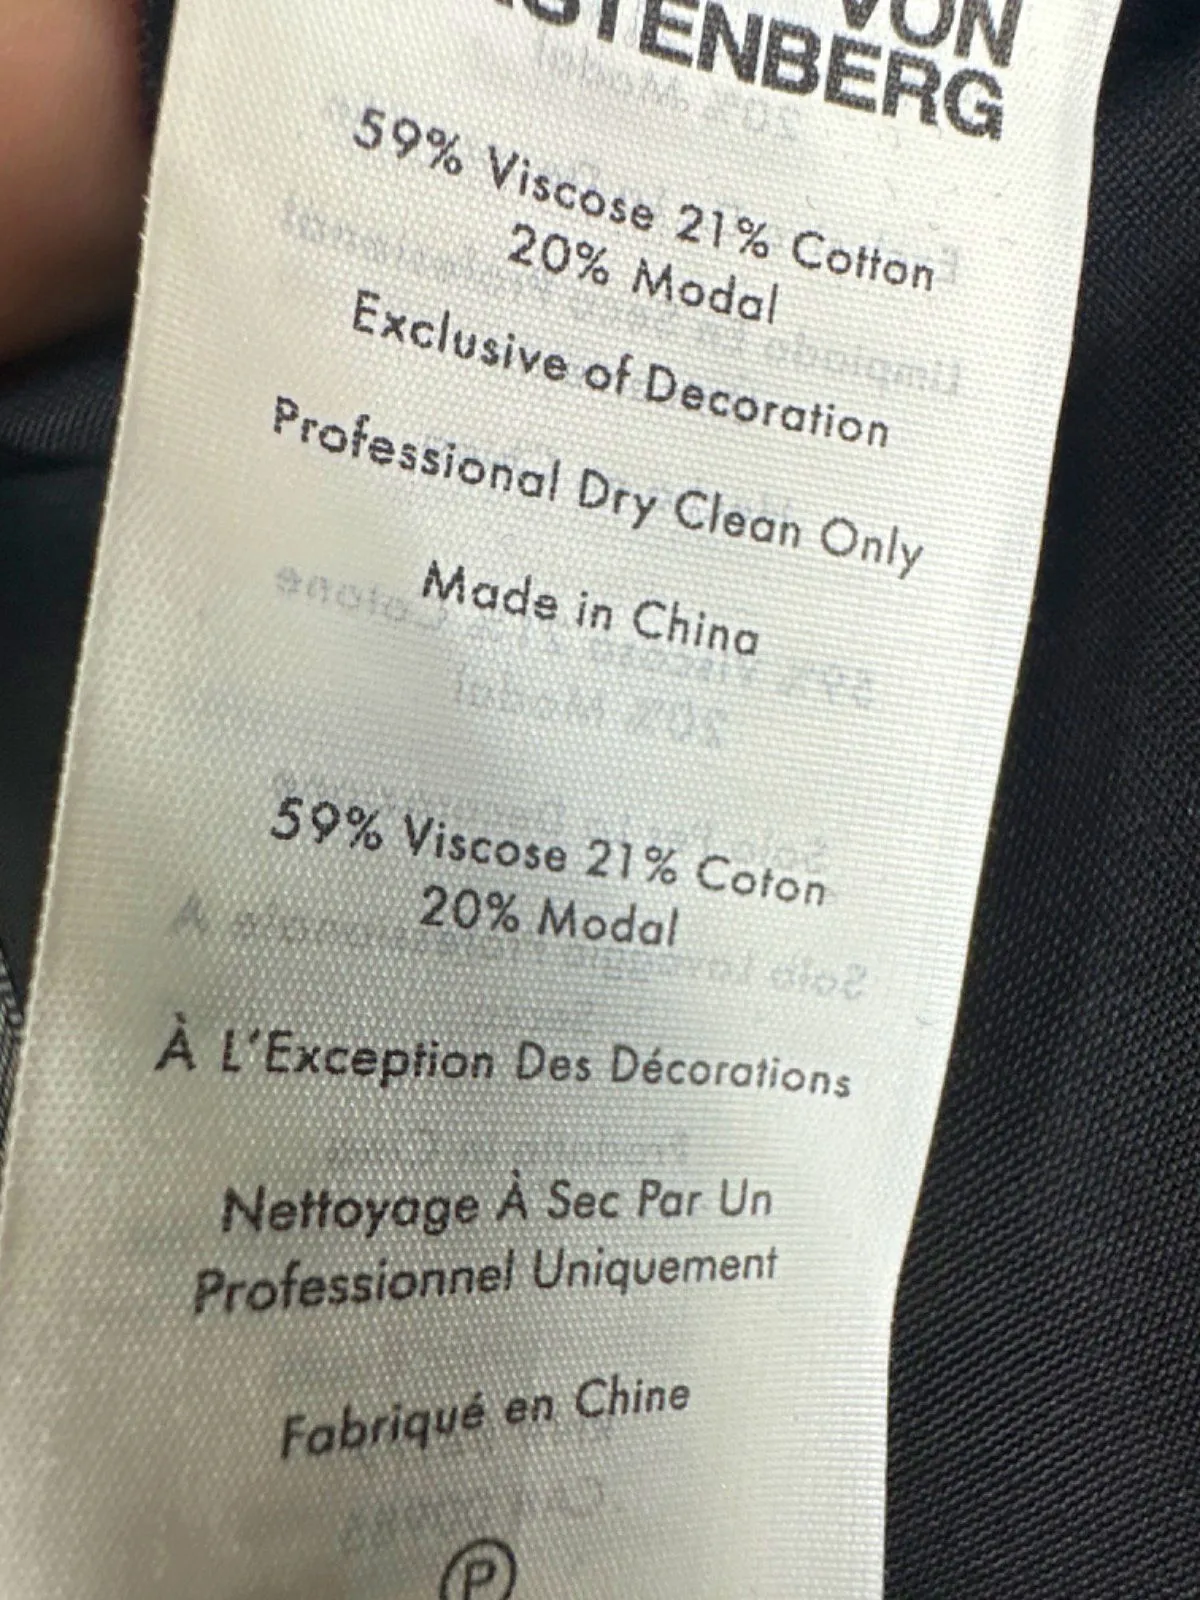 VON
STENBERG
59% Viscose 21% Cotton
20% Modal
Exclusive of Decoration
Professional Dry Clean Only
Made in China
59% Viscose 21% Coton
20% Modal
À L'Exception Des Décorations
Nettoyage À Sec Par Un
Professionnel Uniquement
Fabriqué en Chine
P